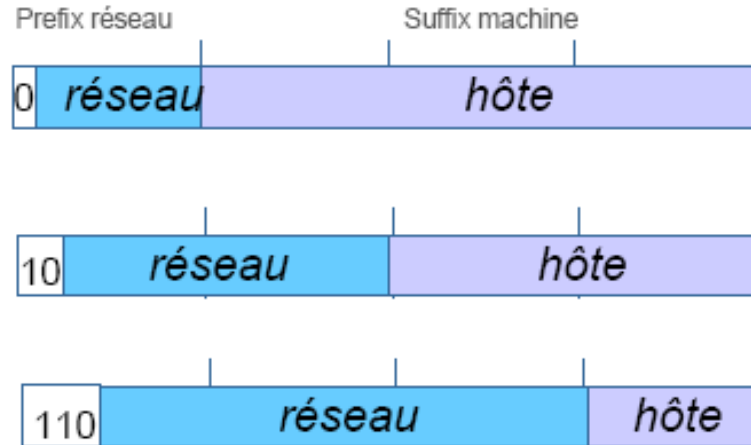 Prefix réseau Suffix machine
0 réseau hôte
10 réseau hôte
110 réseau hôte